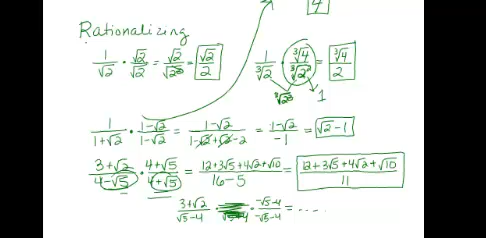 4
Rationalizing
1/√2 · √2/√2 = √2/√2² = √2/2
1/∛2 · ∛4/∛2² = ∛4/2
∛2³ 1
1/(1+√2) · (1-√2)/(1-√2) = (1-√2)/(1-√2+√2-2) = (1-√2)/-1 = √2-1
(3+√2)/(4-√5) · (4+√5)/(4+√5) = (12+3√5+4√2+√10)/(16-5) = (12+3√5+4√2+√10)/11
(3+√2)/(√5-4) · (-√5-4)/(-√5-4) = .....